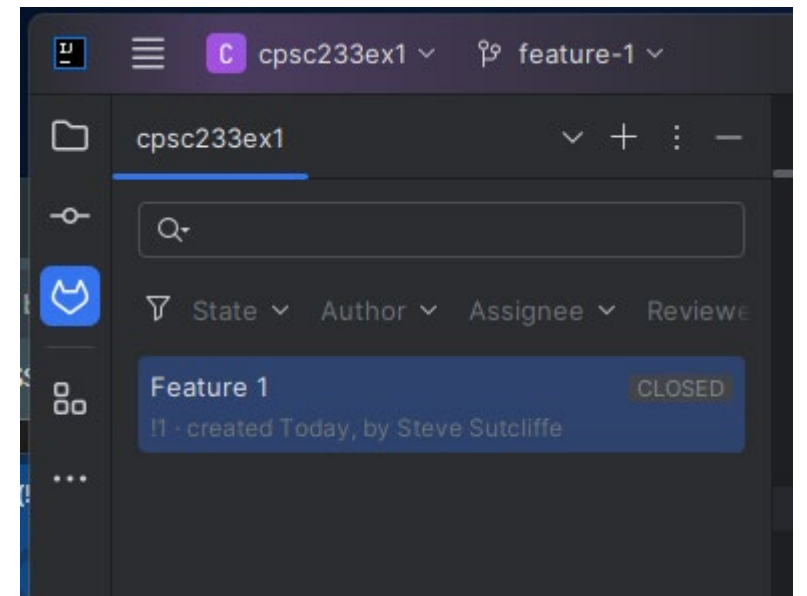 IJ
C cpsc233ex1 feature-1
cpsc233ex1
State Author Assignee Reviewe
Feature 1 CLOSED
!1 · created Today, by Steve Sutcliffe